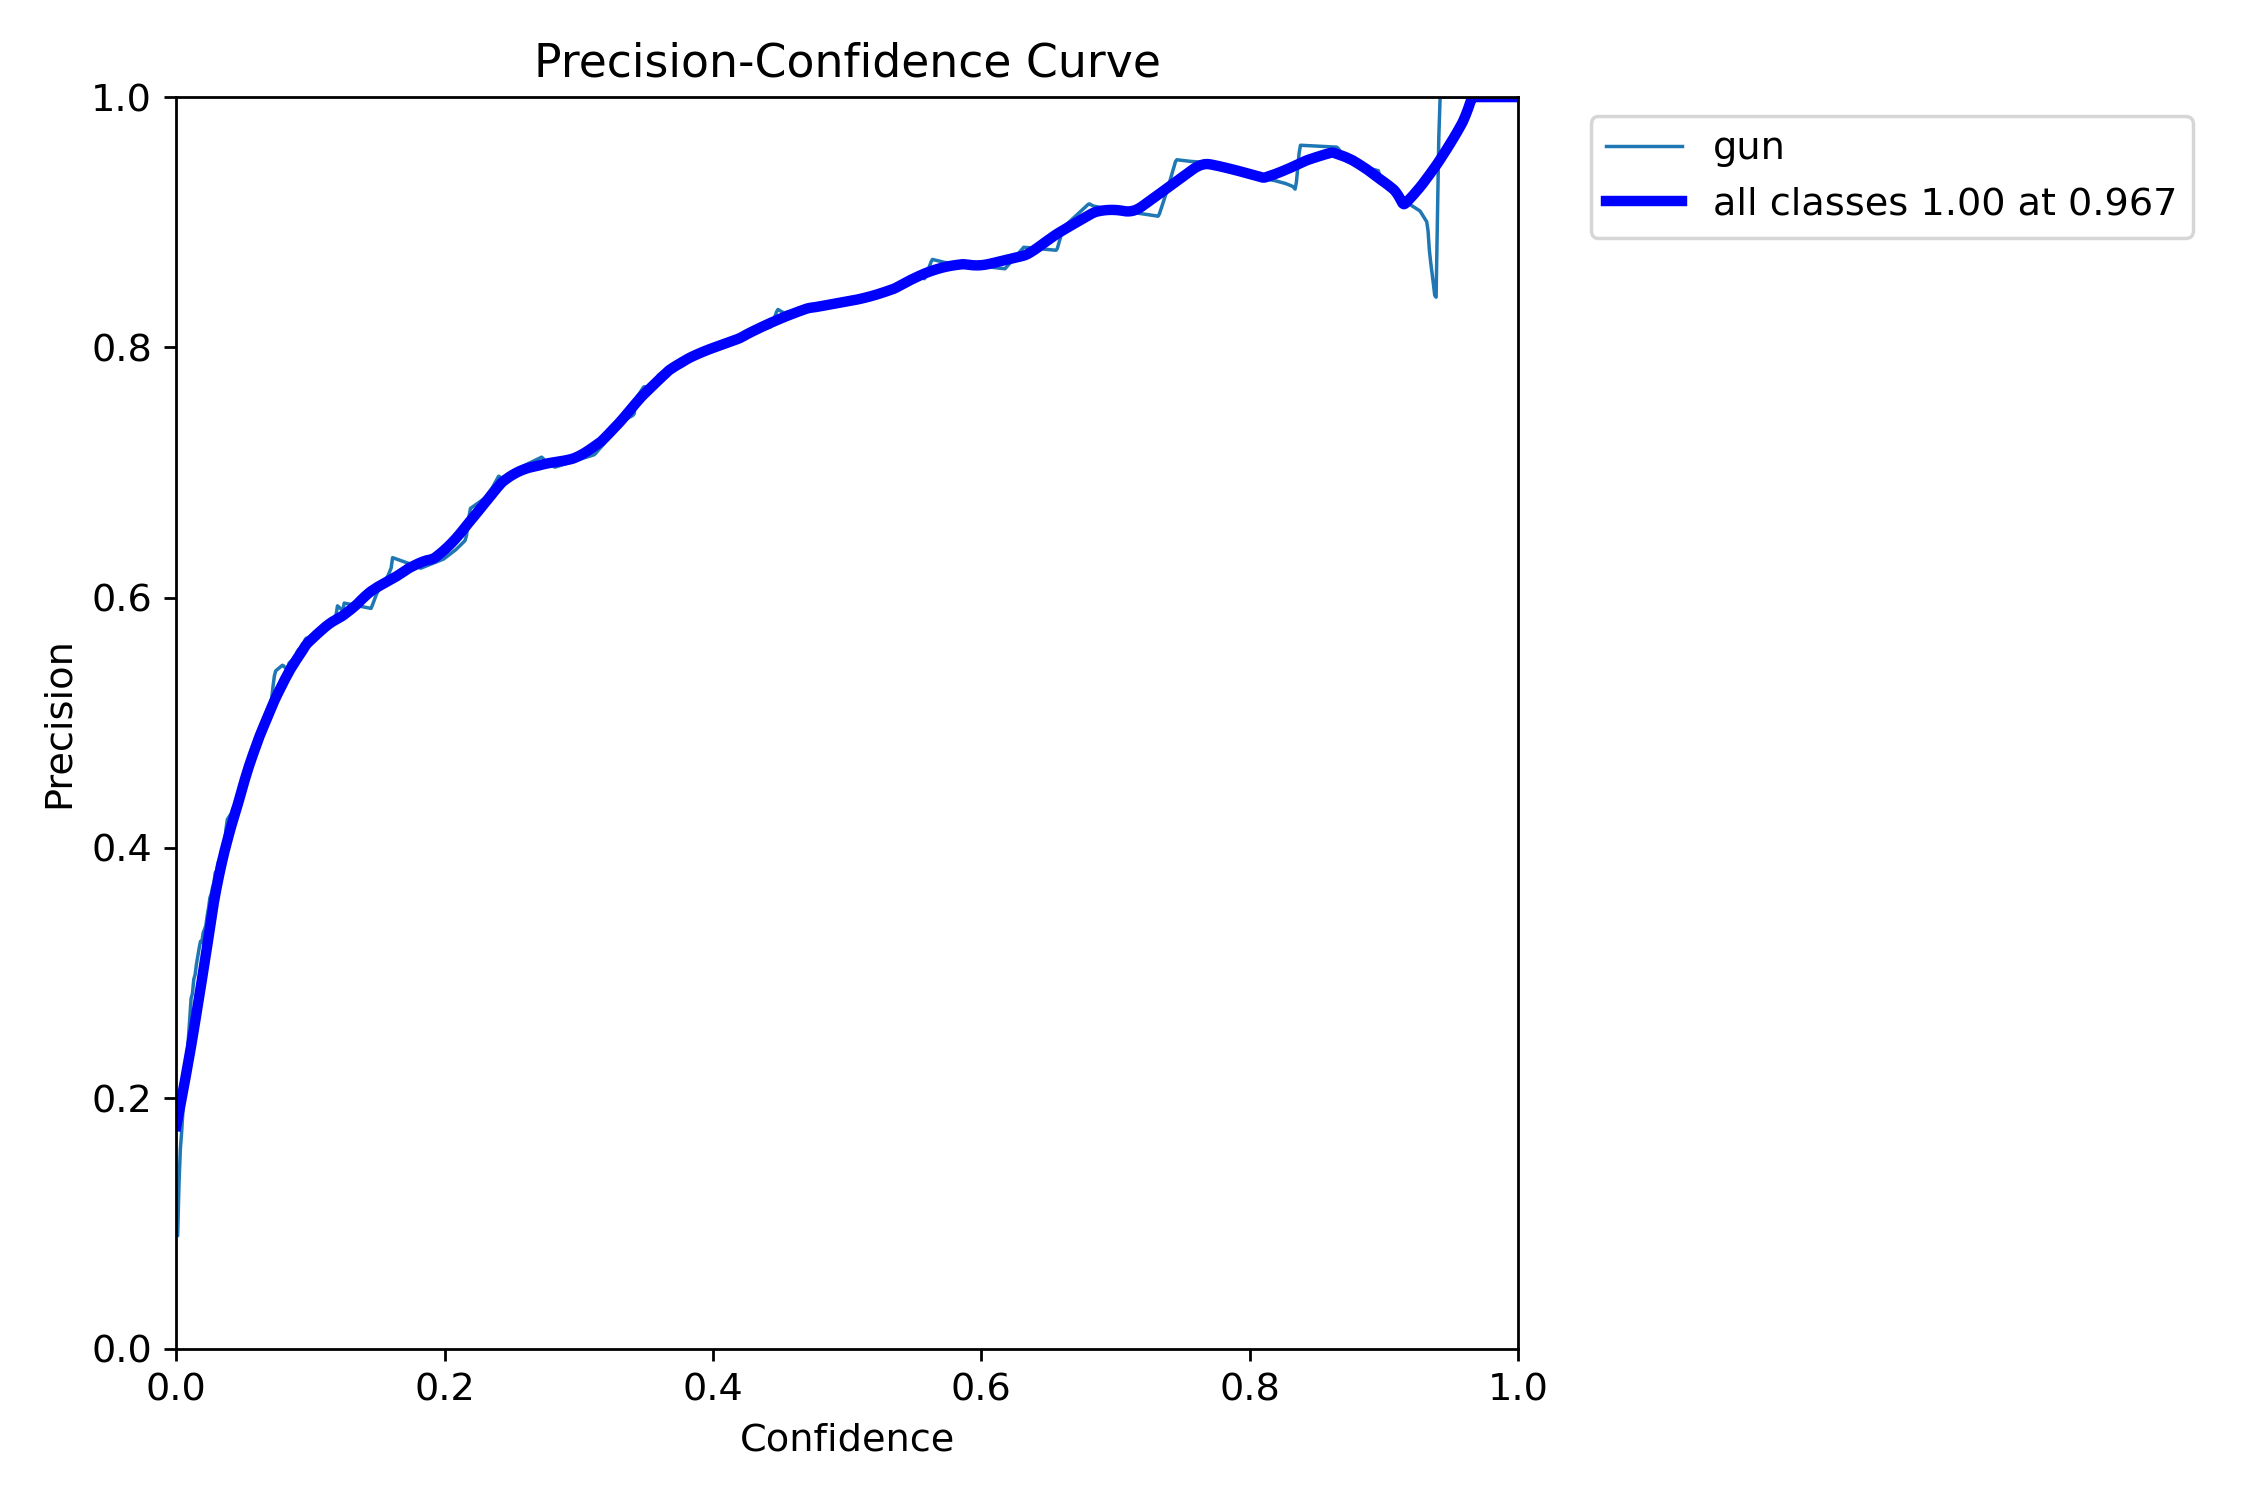 Precision-Confidence Curve
1.0
0.8
0.6
0.4
0.2
0.0
Precision
0.0 0.2 0.4 0.6 0.8 1.0
Confidence
gun
all classes 1.00 at 0.967